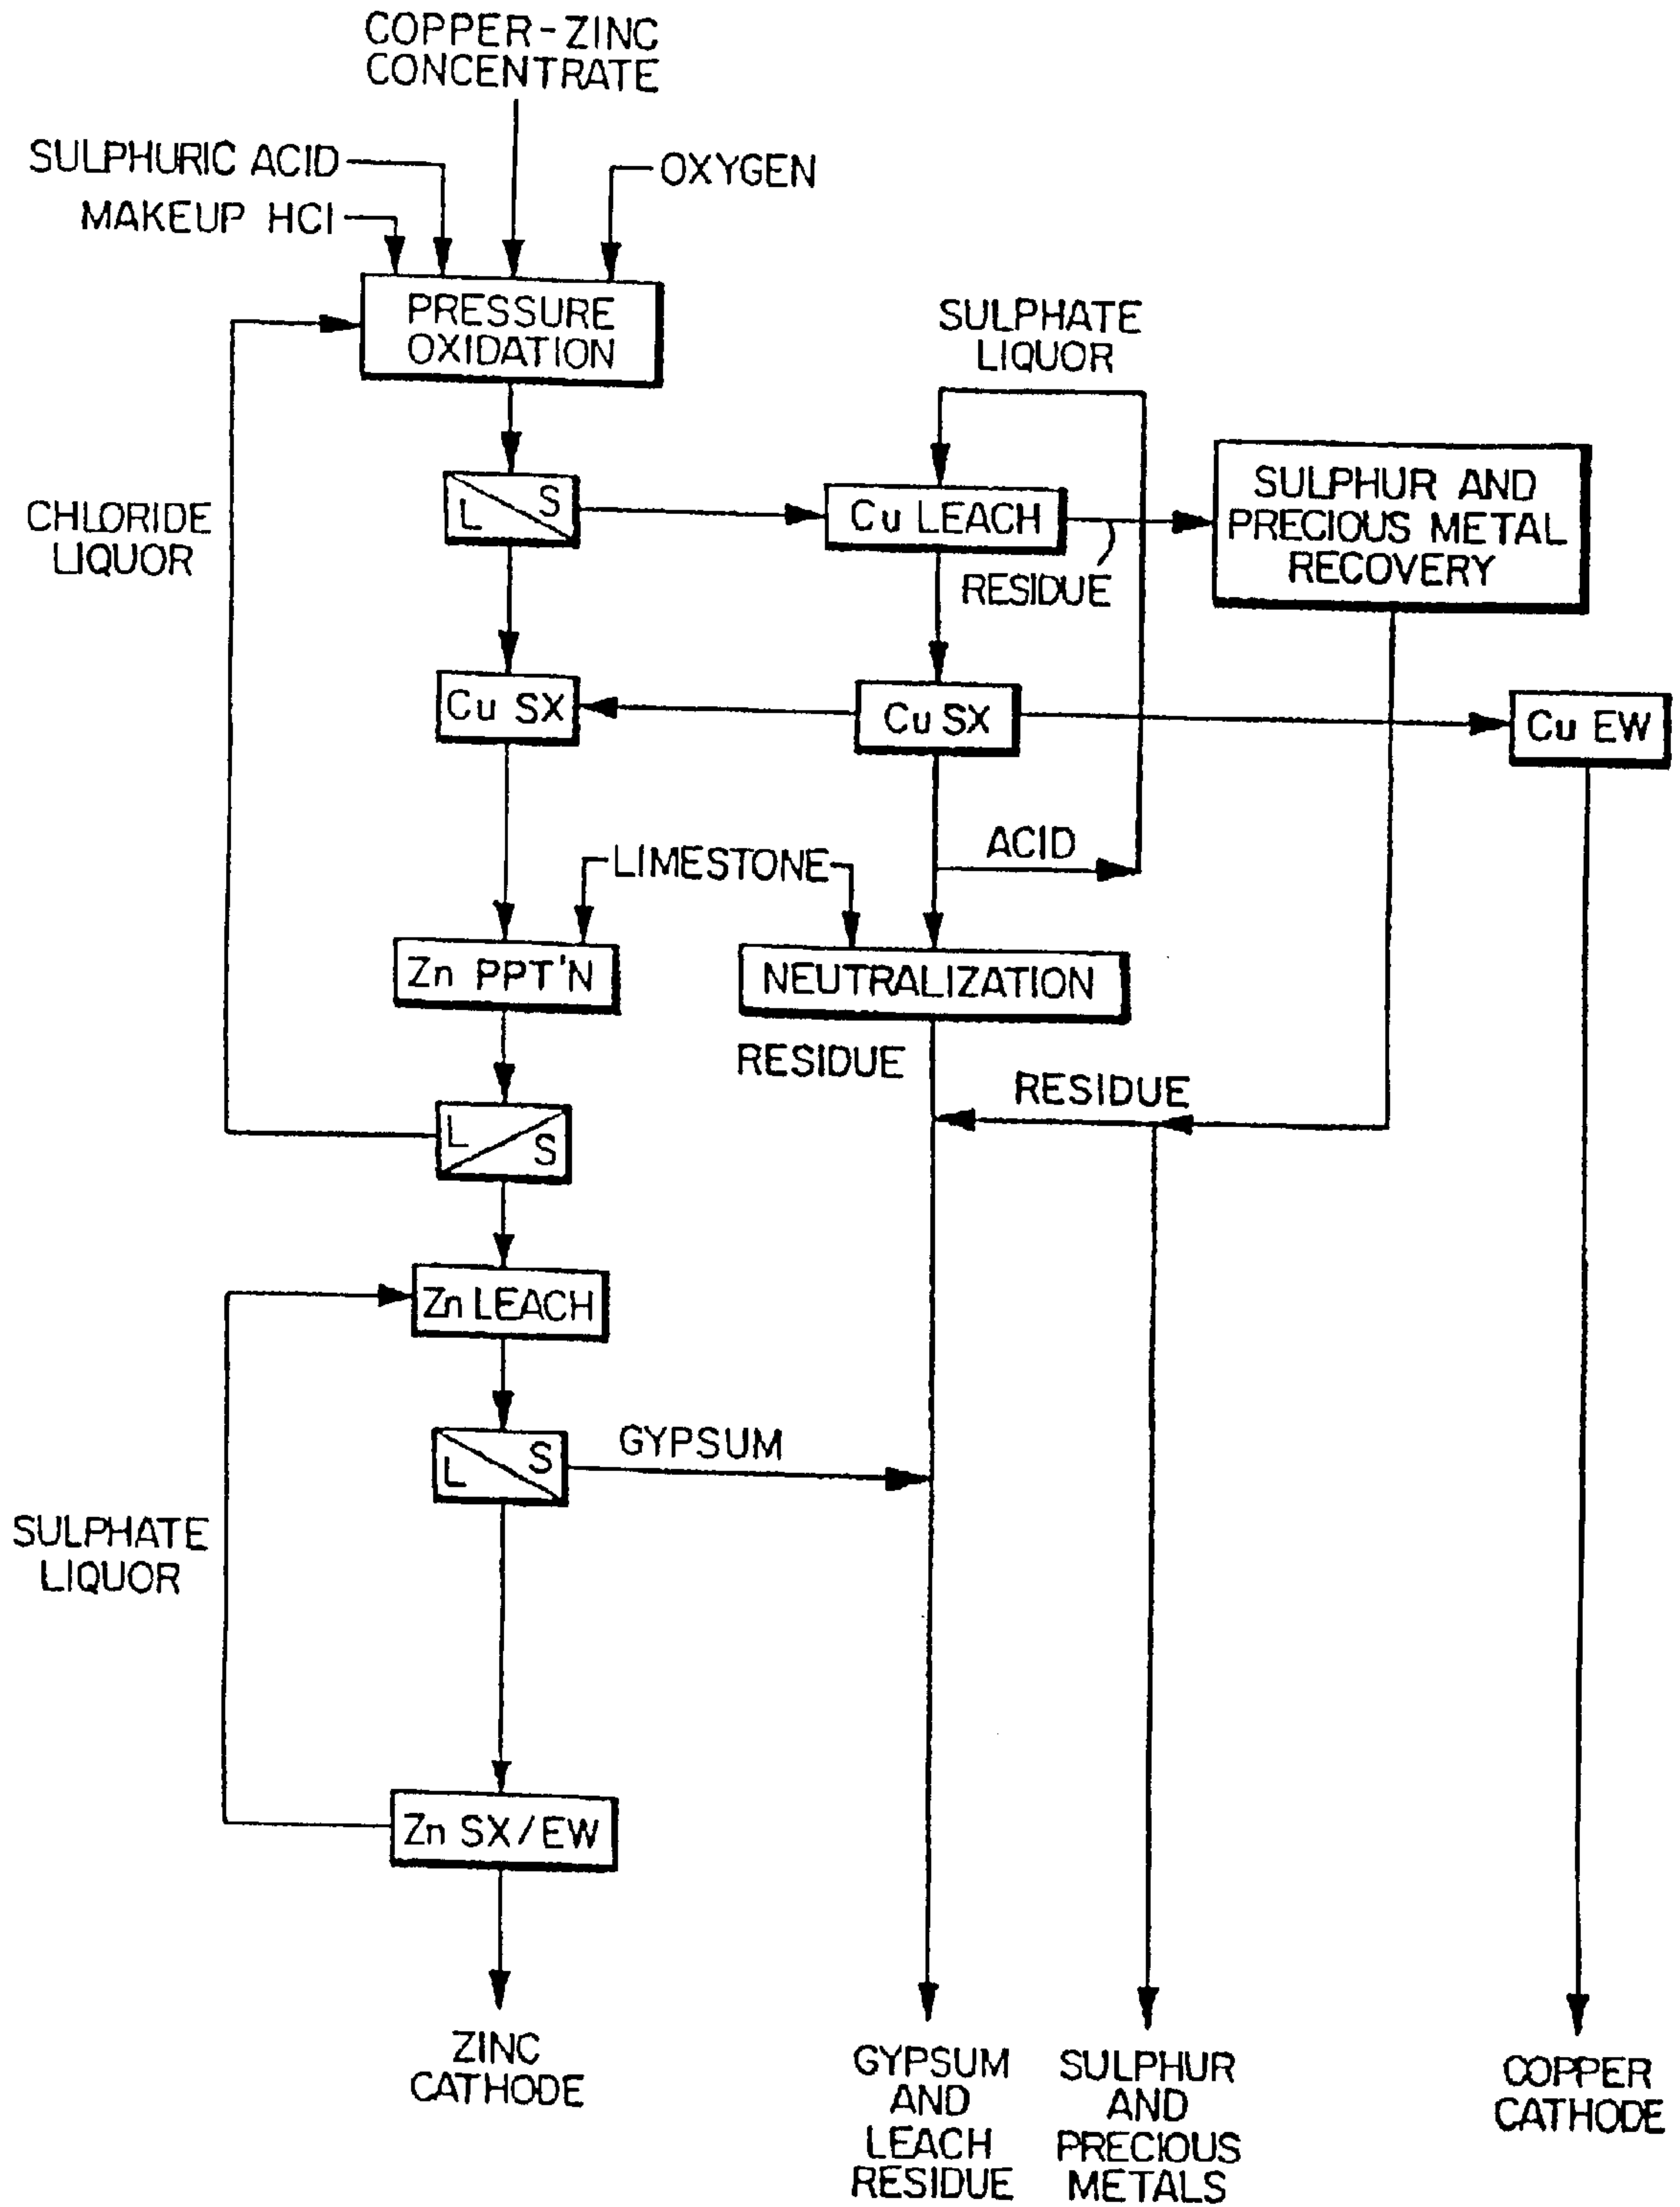 COPPER-ZINC
CONCENTRATE
SULPHURIC ACID
OXYGEN
MAKEUP HCl
PRESSURE
OXIDATION
SULPHATE
LIQUOR
CHLORIDE
LIQUOR
L S
Cu LEACH
RESIDUE
SULPHUR AND
PRECIOUS METAL
RECOVERY
Cu SX
Cu SX
Cu EW
ACID
LIMESTONE
Zn PPT'N
NEUTRALIZATION
RESIDUE
RESIDUE
L S
Zn LEACH
L S
GYPSUM
SULPHATE
LIQUOR
Zn SX/EW
ZINC
CATHODE
GYPSUM
AND
LEACH
RESIDUE
SULPHUR
AND
PRECIOUS
METALS
COPPER
CATHODE